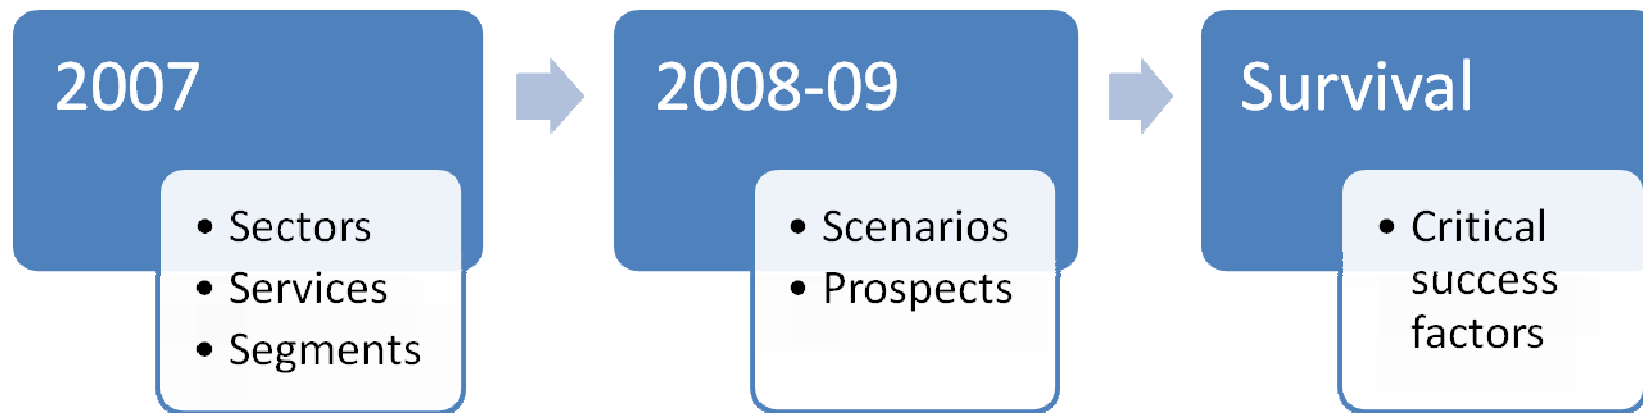 2007
• Sectors
• Services
• Segments
2008-09
• Scenarios
• Prospects
Survival
• Critical
success
factors